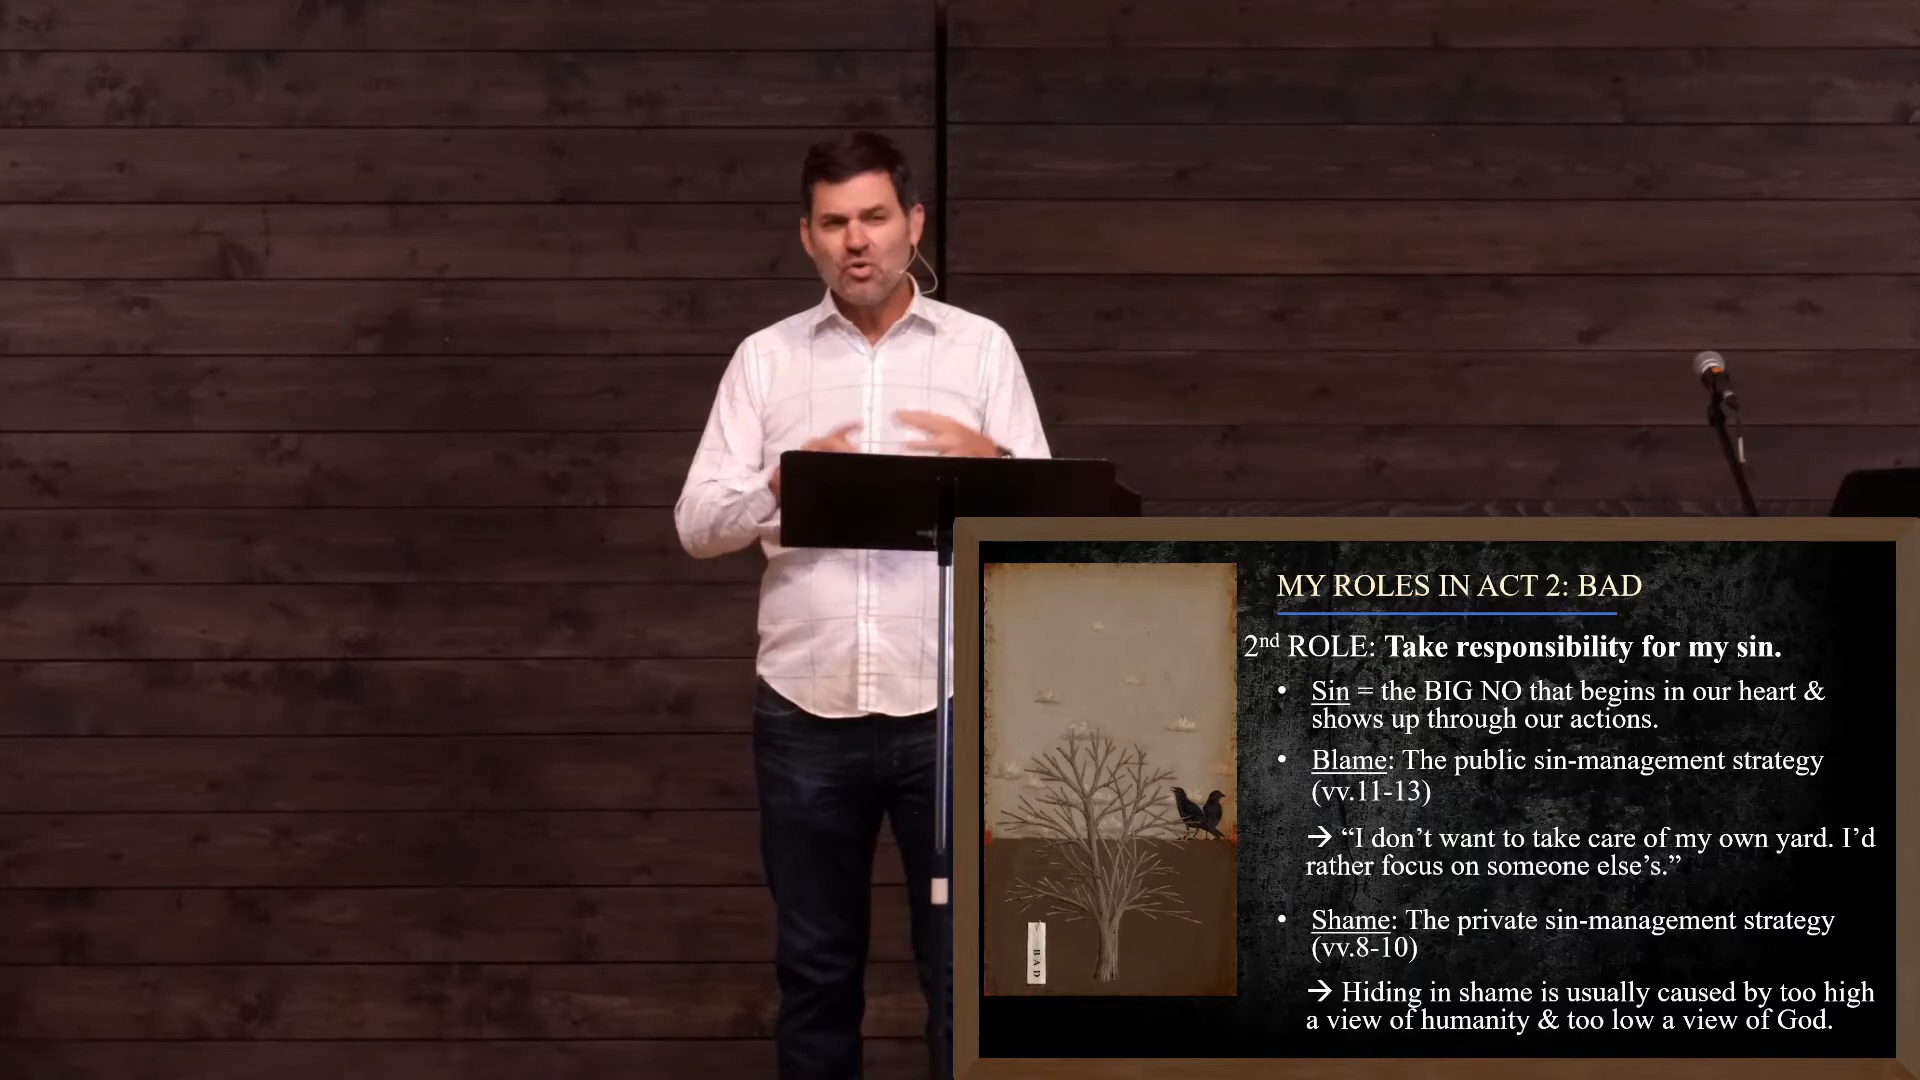 MY ROLES IN ACT 2: BAD
2nd ROLE: Take responsibility for my sin.
• Sin = the BIG NO that begins in our heart &
shows up through our actions.
• Blame: The public sin-management strategy
(vv.11-13)
→ “I don’t want to take care of my own yard. I’d
rather focus on someone else’s.”
• Shame: The private sin-management strategy
(vv.8-10)
→ Hiding in shame is usually caused by too high
a view of humanity & too low a view of God.
BAD